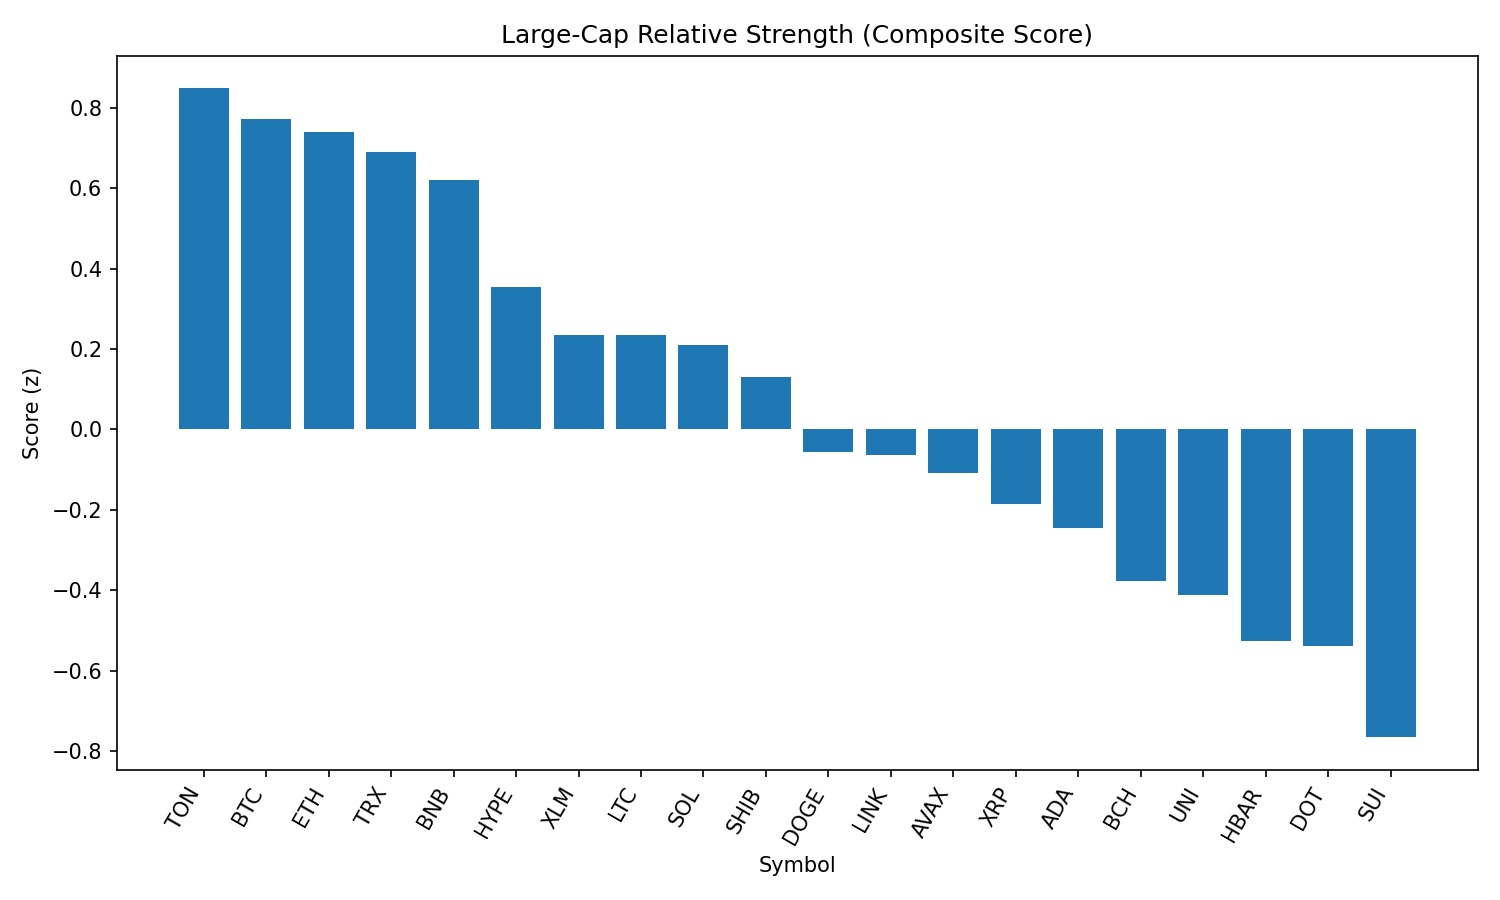 Large-Cap Relative Strength (Composite Score)
Score (z)
0.8
0.6
0.4
0.2
0.0
−0.2
−0.4
−0.6
−0.8
TON
BTC
ETH
TRX
BNB
HYPE
XLM
LTC
SOL
SHIB
DOGE
LINK
AVAX
XRP
ADA
BCH
UNI
HBAR
DOT
SUI
Symbol